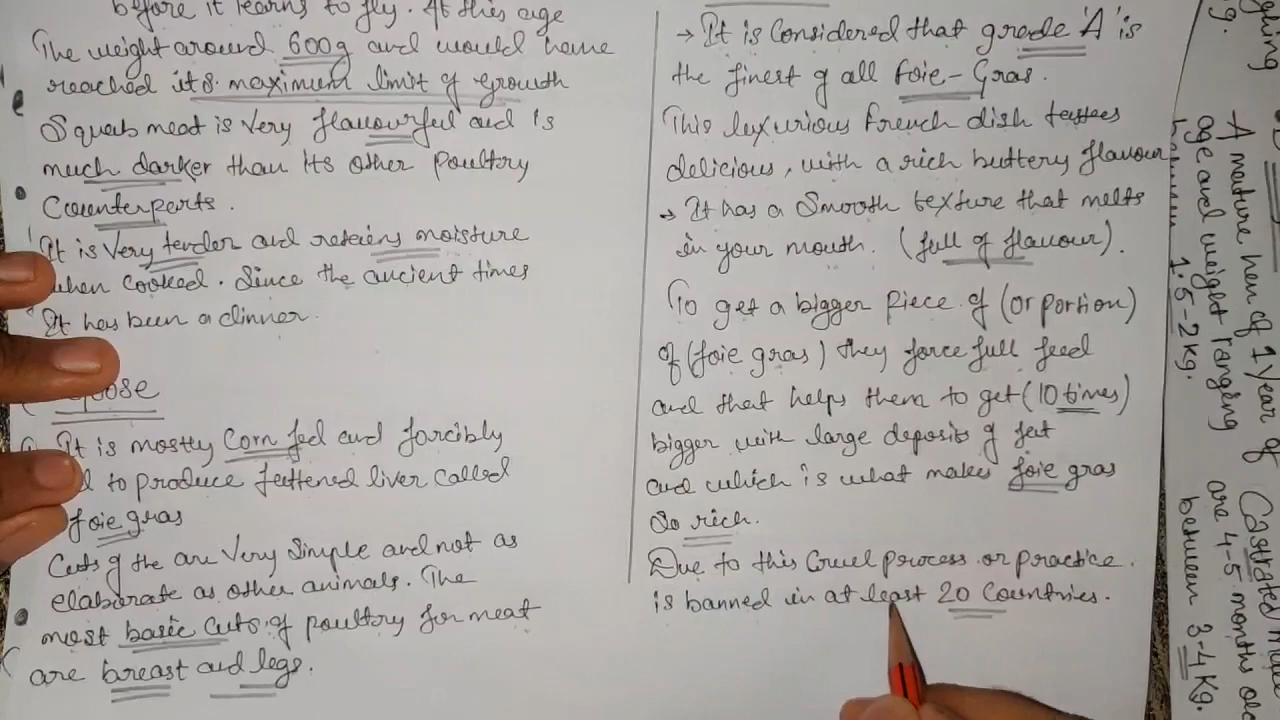 before it learns to fly. At this age
The weight around 600g and would have
reached its maximum limit of growth
Squab meat is very flavourful and is
much darker than its other poultry
Counterparts.
It is very tender and retains moisture
when cooked. Since the ancient times
It has been a dinner.
It is mostly Corn fed and forcibly
to produce fattened liver called
foie gras
Cuts of the are very simple and not as
elaborate as other animals. The
most basic cuts of poultry for meat
are breast and legs.
→ It is Considered that grade 'A' is
the finest of all foie-Gras.
This luxurious French dish tastes
delicious, with a rich buttery flavour
→ It has a smooth texture that melts
in your mouth. (full of flavour).
To get a bigger piece of (or portion)
of (foie gras) they force full feed
and that helps them to get (10 times)
bigger with large deposits of fat
and which is what makes foie gras
so rich.
Due to this Cruel process or practice.
is banned in at least 20 Countries.
A mature hen of 1 year of
age and weight ranging
between 1.5-2kg.
Castrated male
are 4-5 months old
between 3-4kg.